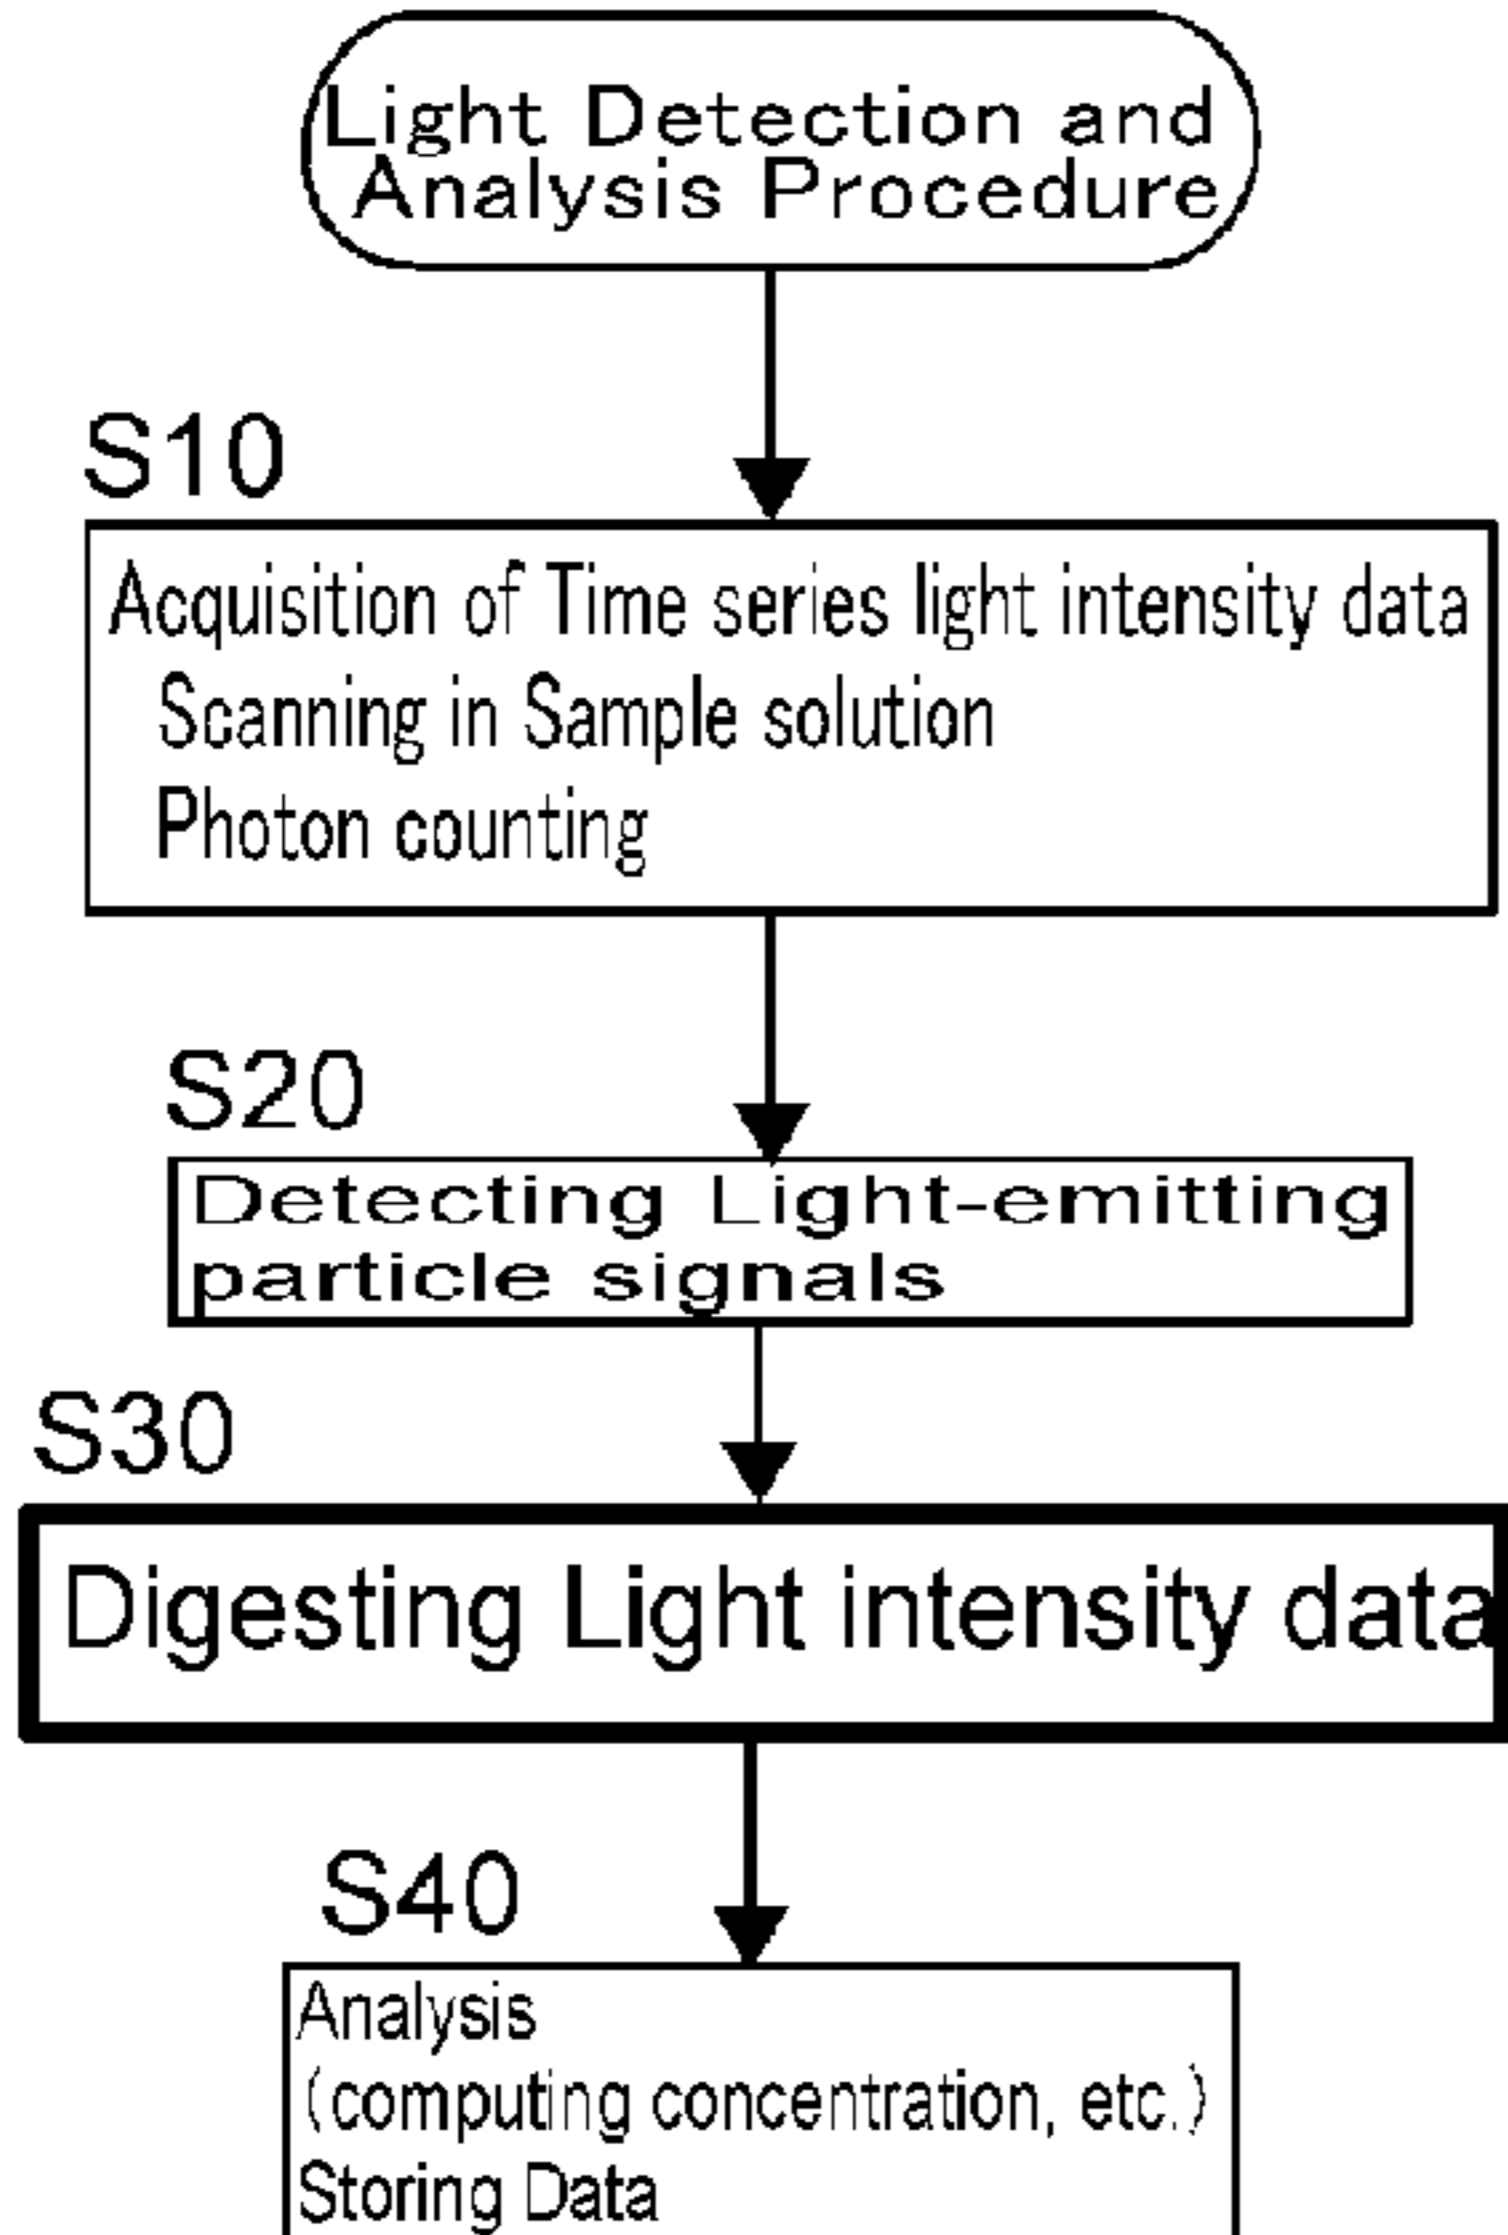 Light Detection and
Analysis Procedure
S10
Acquisition of Time series light intensity data
Scanning in Sample solution
Photon counting
S20
Detecting Light-emitting
particle signals
S30
Digesting Light intensity data
S40
Analysis
(computing concentration, etc.)
Storing Data